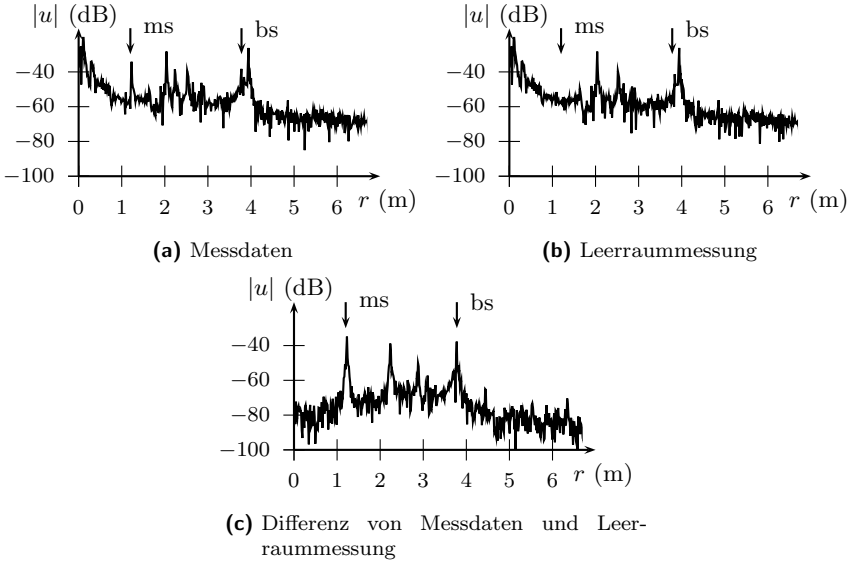 |u| (dB)
ms
bs
−40
−60
−80
−100
0 1 2 3 4 5 6 r (m)
(a) Messdaten
|u| (dB)
ms
bs
−40
−60
−80
−100
0 1 2 3 4 5 6 r (m)
(b) Leerraummessung
|u| (dB)
ms
bs
−40
−60
−80
−100
0 1 2 3 4 5 6 r (m)
(c) Differenz von Messdaten und Leer-
raummessung